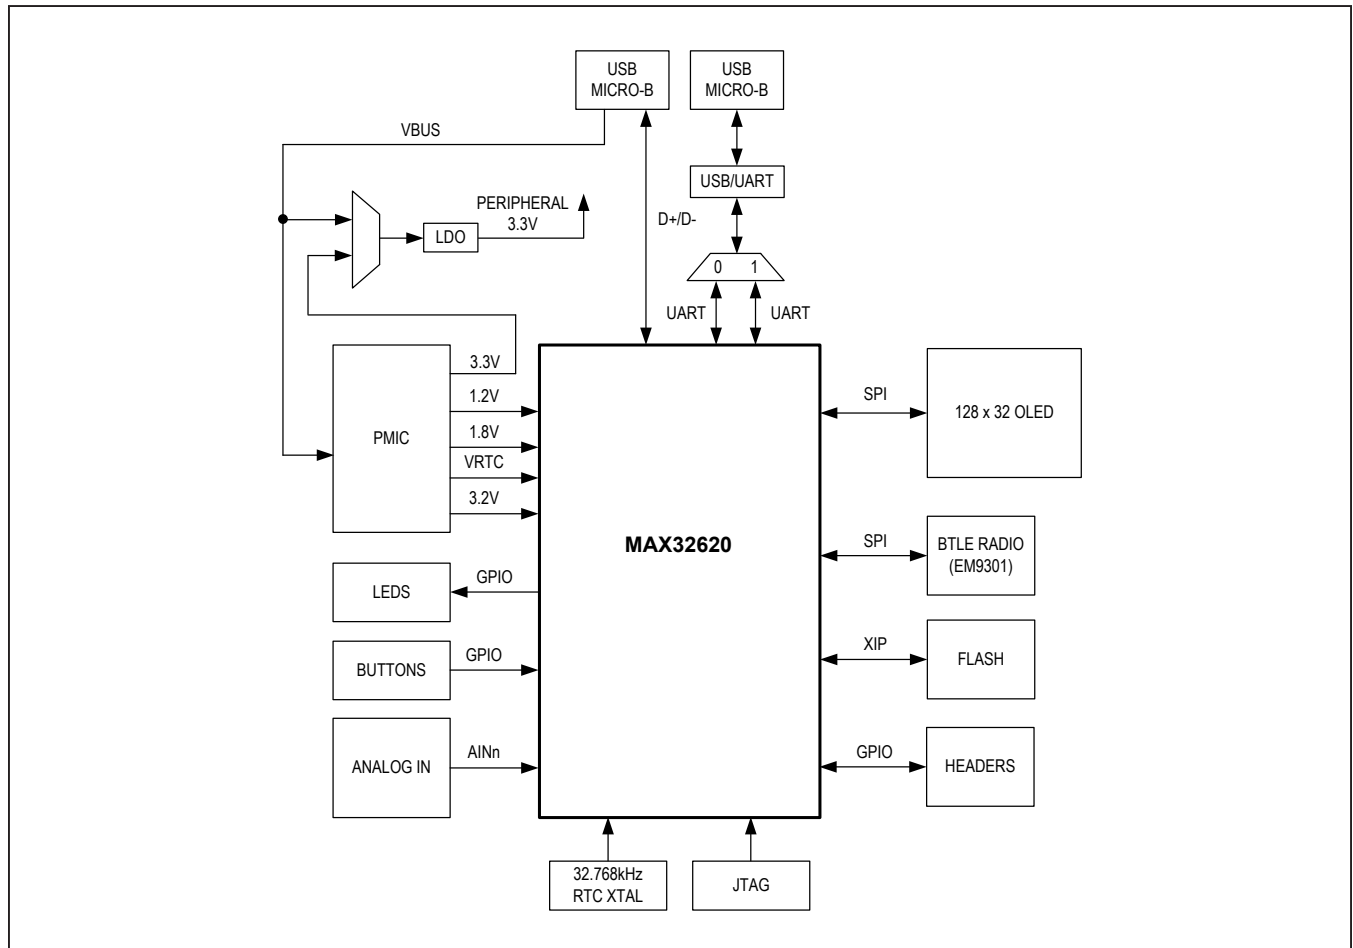 USB
MICRO-B
USB
MICRO-B
VBUS
USB/UART
PERIPHERAL
3.3V
LDO
D+/D-
0 1
UART
UART
PMIC
3.3V
1.2V
1.8V
VRTC
3.2V
MAX32620
SPI
128 x 32 OLED
SPI
BTLE RADIO
(EM9301)
LEDS
GPIO
XIP
FLASH
BUTTONS
GPIO
ANALOG IN
AINn
GPIO
HEADERS
32.768kHz
RTC XTAL
JTAG